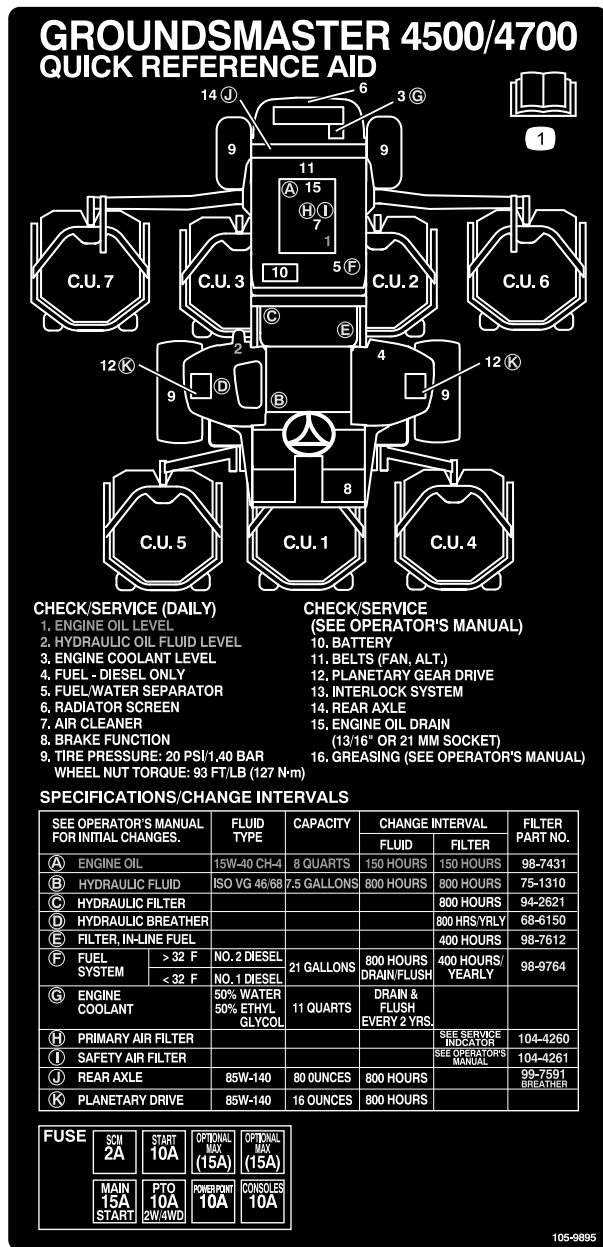 GROUNDSMASTER 4500/4700
QUICK REFERENCE AID
6
14 J
3 G
1
9
9
11
A
15
H I
7
1
5 F
10
C.U. 7
C.U. 3
C.U. 2
C.U. 6
C
E
2
4
12 K
12 K
9
D
B
9
8
C.U. 5
C.U. 1
C.U. 4
CHECK/SERVICE (DAILY)
1. ENGINE OIL LEVEL
2. HYDRAULIC OIL FLUID LEVEL
3. ENGINE COOLANT LEVEL
4. FUEL - DIESEL ONLY
5. FUEL/WATER SEPARATOR
6. RADIATOR SCREEN
7. AIR CLEANER
8. BRAKE FUNCTION
9. TIRE PRESSURE: 20 PSI/1,40 BAR
WHEEL NUT TORQUE: 93 FT/LB (127 N·m)
CHECK/SERVICE
(SEE OPERATOR'S MANUAL)
10. BATTERY
11. BELTS (FAN, ALT.)
12. PLANETARY GEAR DRIVE
13. INTERLOCK SYSTEM
14. REAR AXLE
15. ENGINE OIL DRAIN
(13/16" OR 21 MM SOCKET)
16. GREASING (SEE OPERATOR'S MANUAL)
SPECIFICATIONS/CHANGE INTERVALS
SEE OPERATOR'S MANUAL FOR INITIAL CHANGES. FLUID TYPE CAPACITY CHANGE INTERVAL FILTER PART NO.
FLUID FILTER
A ENGINE OIL 15W-40 CH-4 8 QUARTS 150 HOURS 150 HOURS 98-7431
B HYDRAULIC FLUID ISO VG 46/68 7.5 GALLONS 800 HOURS 800 HOURS 75-1310
C HYDRAULIC FILTER 800 HOURS 94-2621
D HYDRAULIC BREATHER 800 HRS/YRLY 68-6150
E FILTER, IN-LINE FUEL 400 HOURS 98-7612
F FUEL SYSTEM > 32 F NO. 2 DIESEL 21 GALLONS 800 HOURS DRAIN/FLUSH 400 HOURS/ YEARLY 98-9764
< 32 F NO. 1 DIESEL
G ENGINE COOLANT 50% WATER 50% ETHYL GLYCOL 11 QUARTS DRAIN & FLUSH EVERY 2 YRS.
H PRIMARY AIR FILTER SEE SERVICE INDCATOR 104-4260
I SAFETY AIR FILTER SEE OPERATOR'S MANUAL 104-4261
J REAR AXLE 85W-140 80 OUNCES 800 HOURS 99-7591 BREATHER
K PLANETARY DRIVE 85W-140 16 OUNCES 800 HOURS
FUSE
SCM 2A
START 10A
OPTIONAL MAX (15A)
OPTIONAL MAX (15A)
MAIN 15A START
PTO 10A 2W/4WD
POWER POINT 10A
CONSOLES 10A
105-9895